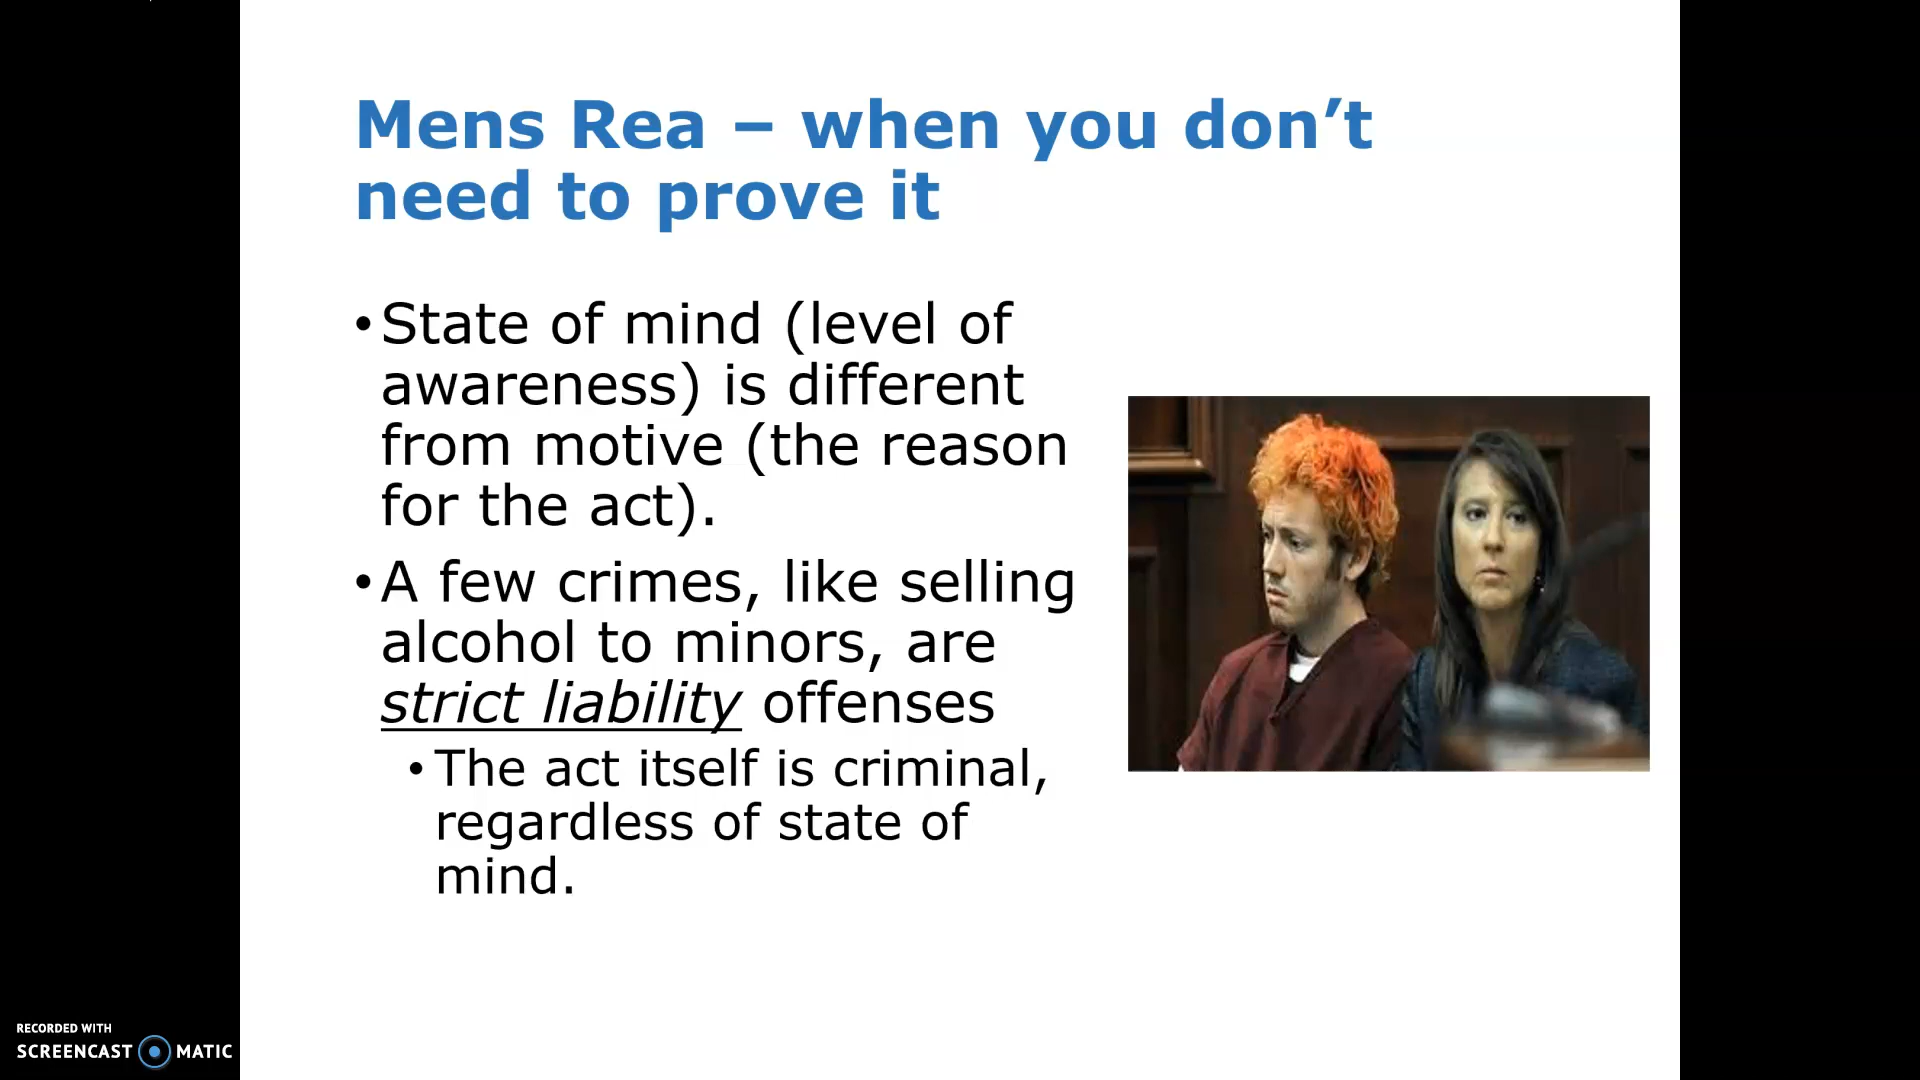 Mens Rea – when you don’t
need to prove it
•State of mind (level of
awareness) is different
from motive (the reason
for the act).
•A few crimes, like selling
alcohol to minors, are
strict liability offenses
•The act itself is criminal,
regardless of state of
mind.
RECORDED WITH
SCREENCAST MATIC